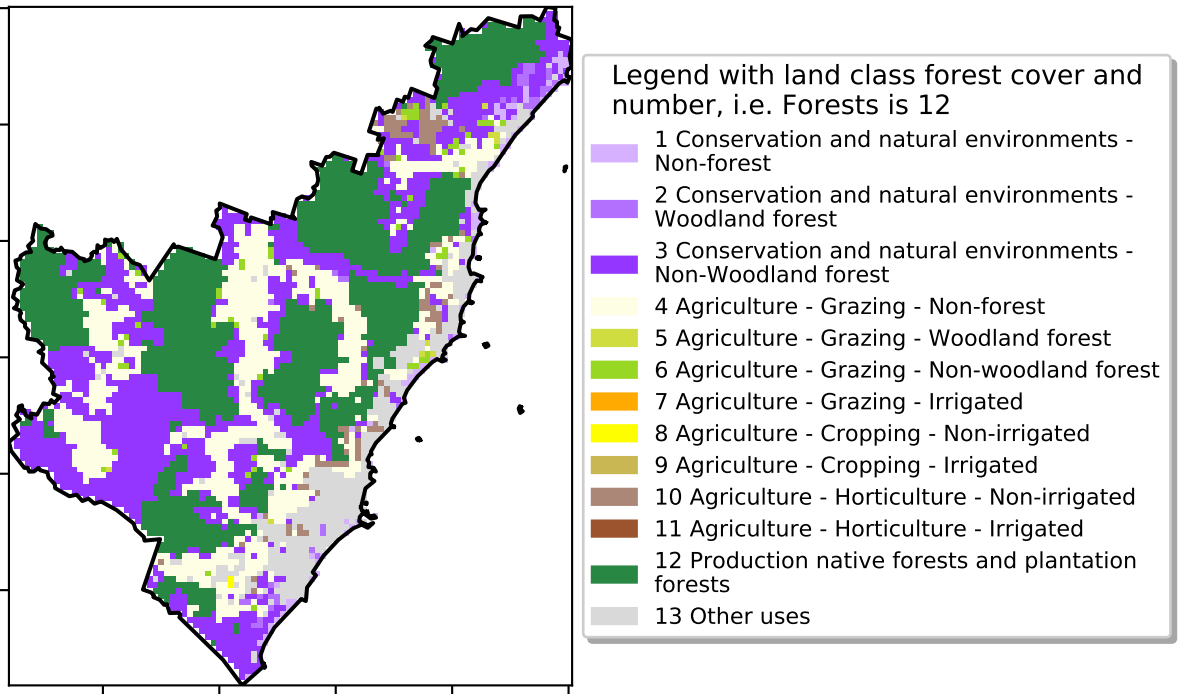 Legend with land class forest cover and
number, i.e. Forests is 12
1 Conservation and natural environments -
Non-forest
2 Conservation and natural environments -
Woodland forest
3 Conservation and natural environments -
Non-Woodland forest
4 Agriculture - Grazing - Non-forest
5 Agriculture - Grazing - Woodland forest
6 Agriculture - Grazing - Non-woodland forest
7 Agriculture - Grazing - Irrigated
8 Agriculture - Cropping - Non-irrigated
9 Agriculture - Cropping - Irrigated
10 Agriculture - Horticulture - Non-irrigated
11 Agriculture - Horticulture - Irrigated
12 Production native forests and plantation
forests
13 Other uses